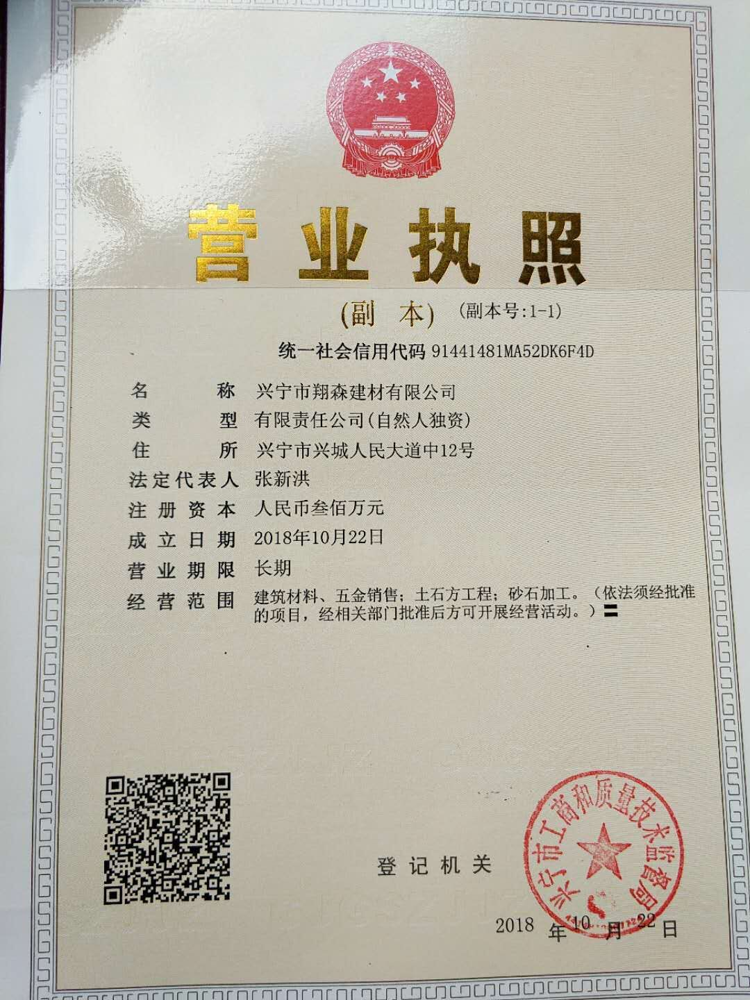 营业执照
(副 本) (副本号:1-1)
统一社会信用代码 91441481MA52DK6F4D
名称 兴宁市翔森建材有限公司
类型 有限责任公司(自然人独资)
住所 兴宁市兴城人民大道中12号
法定代表人 张新洪
注册资本 人民币叁佰万元
成立日期 2018年10月22日
营业期限 长期
经营范围 建筑材料、五金销售；土石方工程；砂石加工。（依法须经批准
的项目，经相关部门批准后方可开展经营活动。）〓
兴宁市工商和质量技术监督局
登记机关
2018 年 10 月 22 日